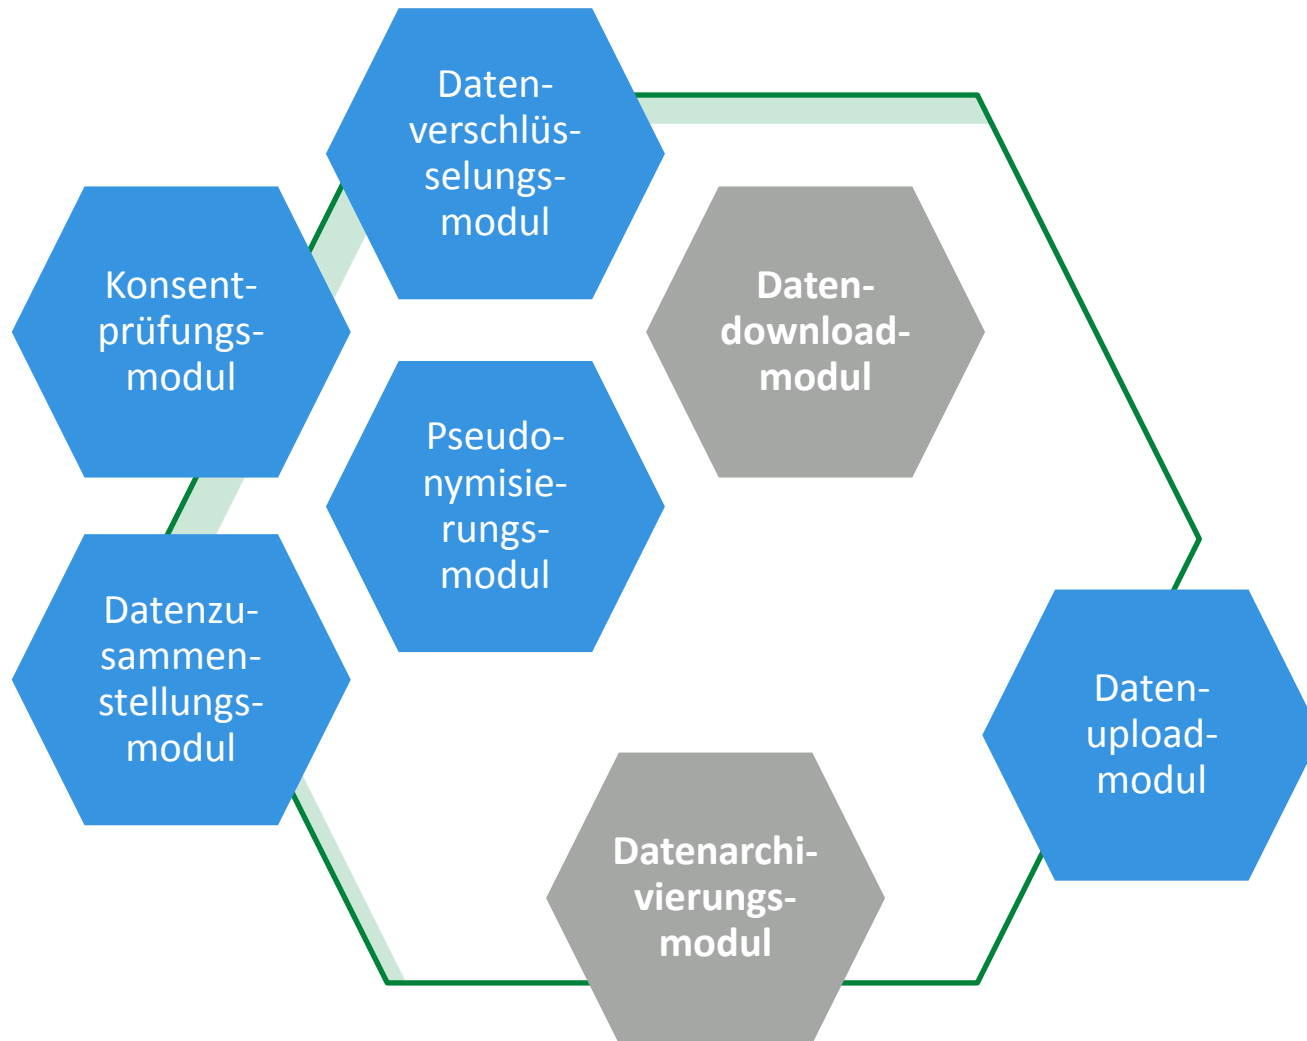 Daten-
verschlüs-
selungs-
modul
Konsent-
prüfungs-
modul
Daten-
download-
modul
Pseudo-
nymisie-
rungs-
modul
Datenzu-
sammen-
stellungs-
modul
Daten-
upload-
modul
Datenarchi-
vierungs-
modul